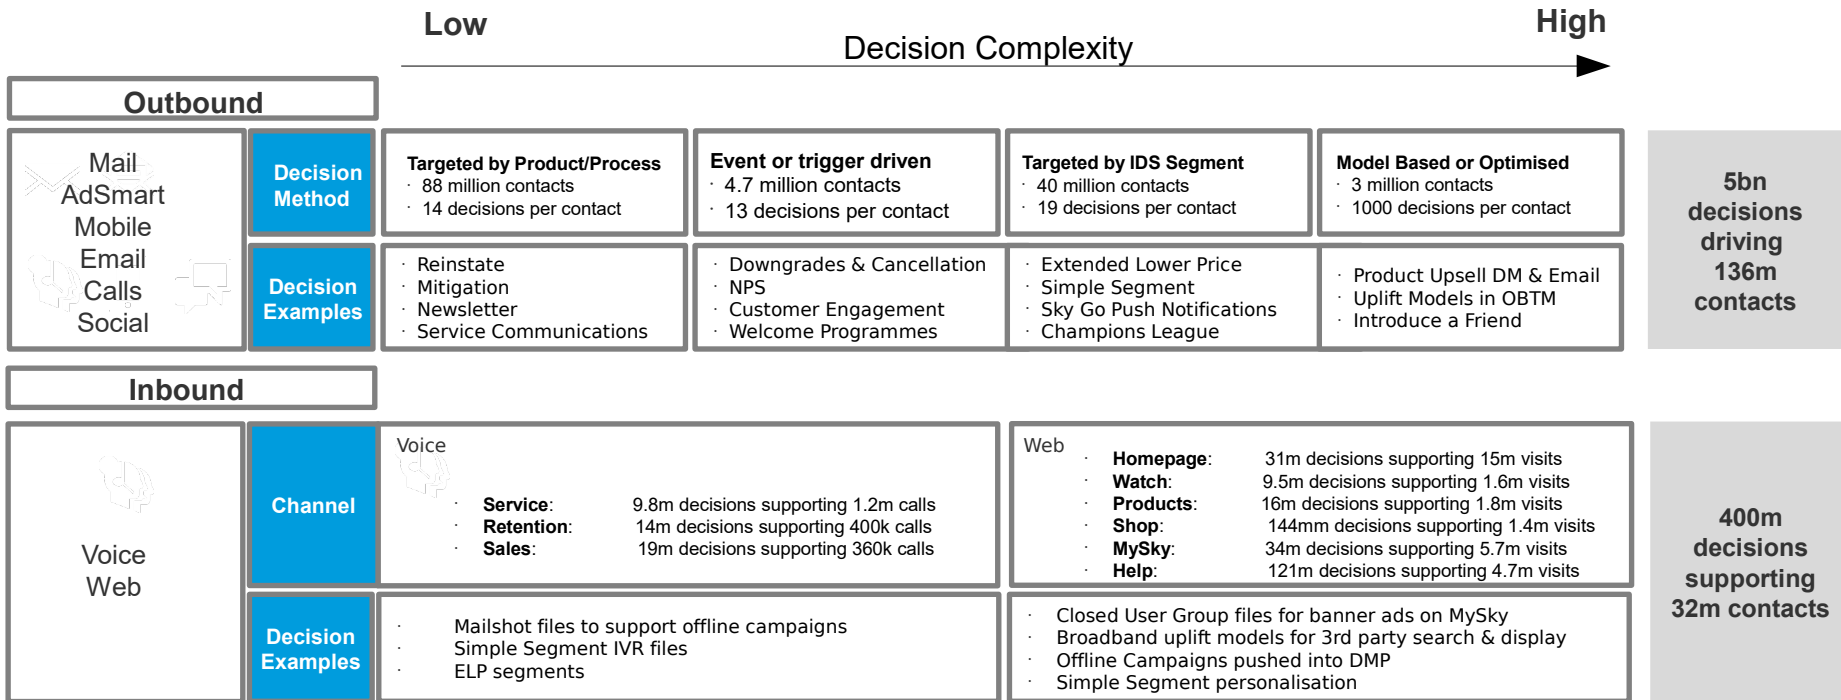 Low
High
Decision Complexity
Outbound
Mail
AdSmart
Mobile
Email
Calls
Social
Decision
Method
Targeted by Product/Process
· 88 million contacts
· 14 decisions per contact
Event or trigger driven
· 4.7 million contacts
· 13 decisions per contact
Targeted by IDS Segment
· 40 million contacts
· 19 decisions per contact
Model Based or Optimised
· 3 million contacts
· 1000 decisions per contact
5bn
decisions
driving
136m
contacts
Decision
Examples
· Reinstate
· Mitigation
· Newsletter
· Service Communications
· Downgrades & Cancellation
· NPS
· Customer Engagement
· Welcome Programmes
· Extended Lower Price
· Simple Segment
· Sky Go Push Notifications
· Champions League
· Product Upsell DM & Email
· Uplift Models in OBTM
· Introduce a Friend
Inbound
Voice
Web
Channel
Voice
· Service: 9.8m decisions supporting 1.2m calls
· Retention: 14m decisions supporting 400k calls
· Sales: 19m decisions supporting 360k calls
Web
· Homepage: 31m decisions supporting 15m visits
· Watch: 9.5m decisions supporting 1.6m visits
· Products: 16m decisions supporting 1.8m visits
· Shop: 144mm decisions supporting 1.4m visits
· MySky: 34m decisions supporting 5.7m visits
· Help: 121m decisions supporting 4.7m visits
400m
decisions
supporting
32m contacts
Decision
Examples
· Mailshot files to support offline campaigns
· Simple Segment IVR files
· ELP segments
· Closed User Group files for banner ads on MySky
· Broadband uplift models for 3rd party search & display
· Offline Campaigns pushed into DMP
· Simple Segment personalisation